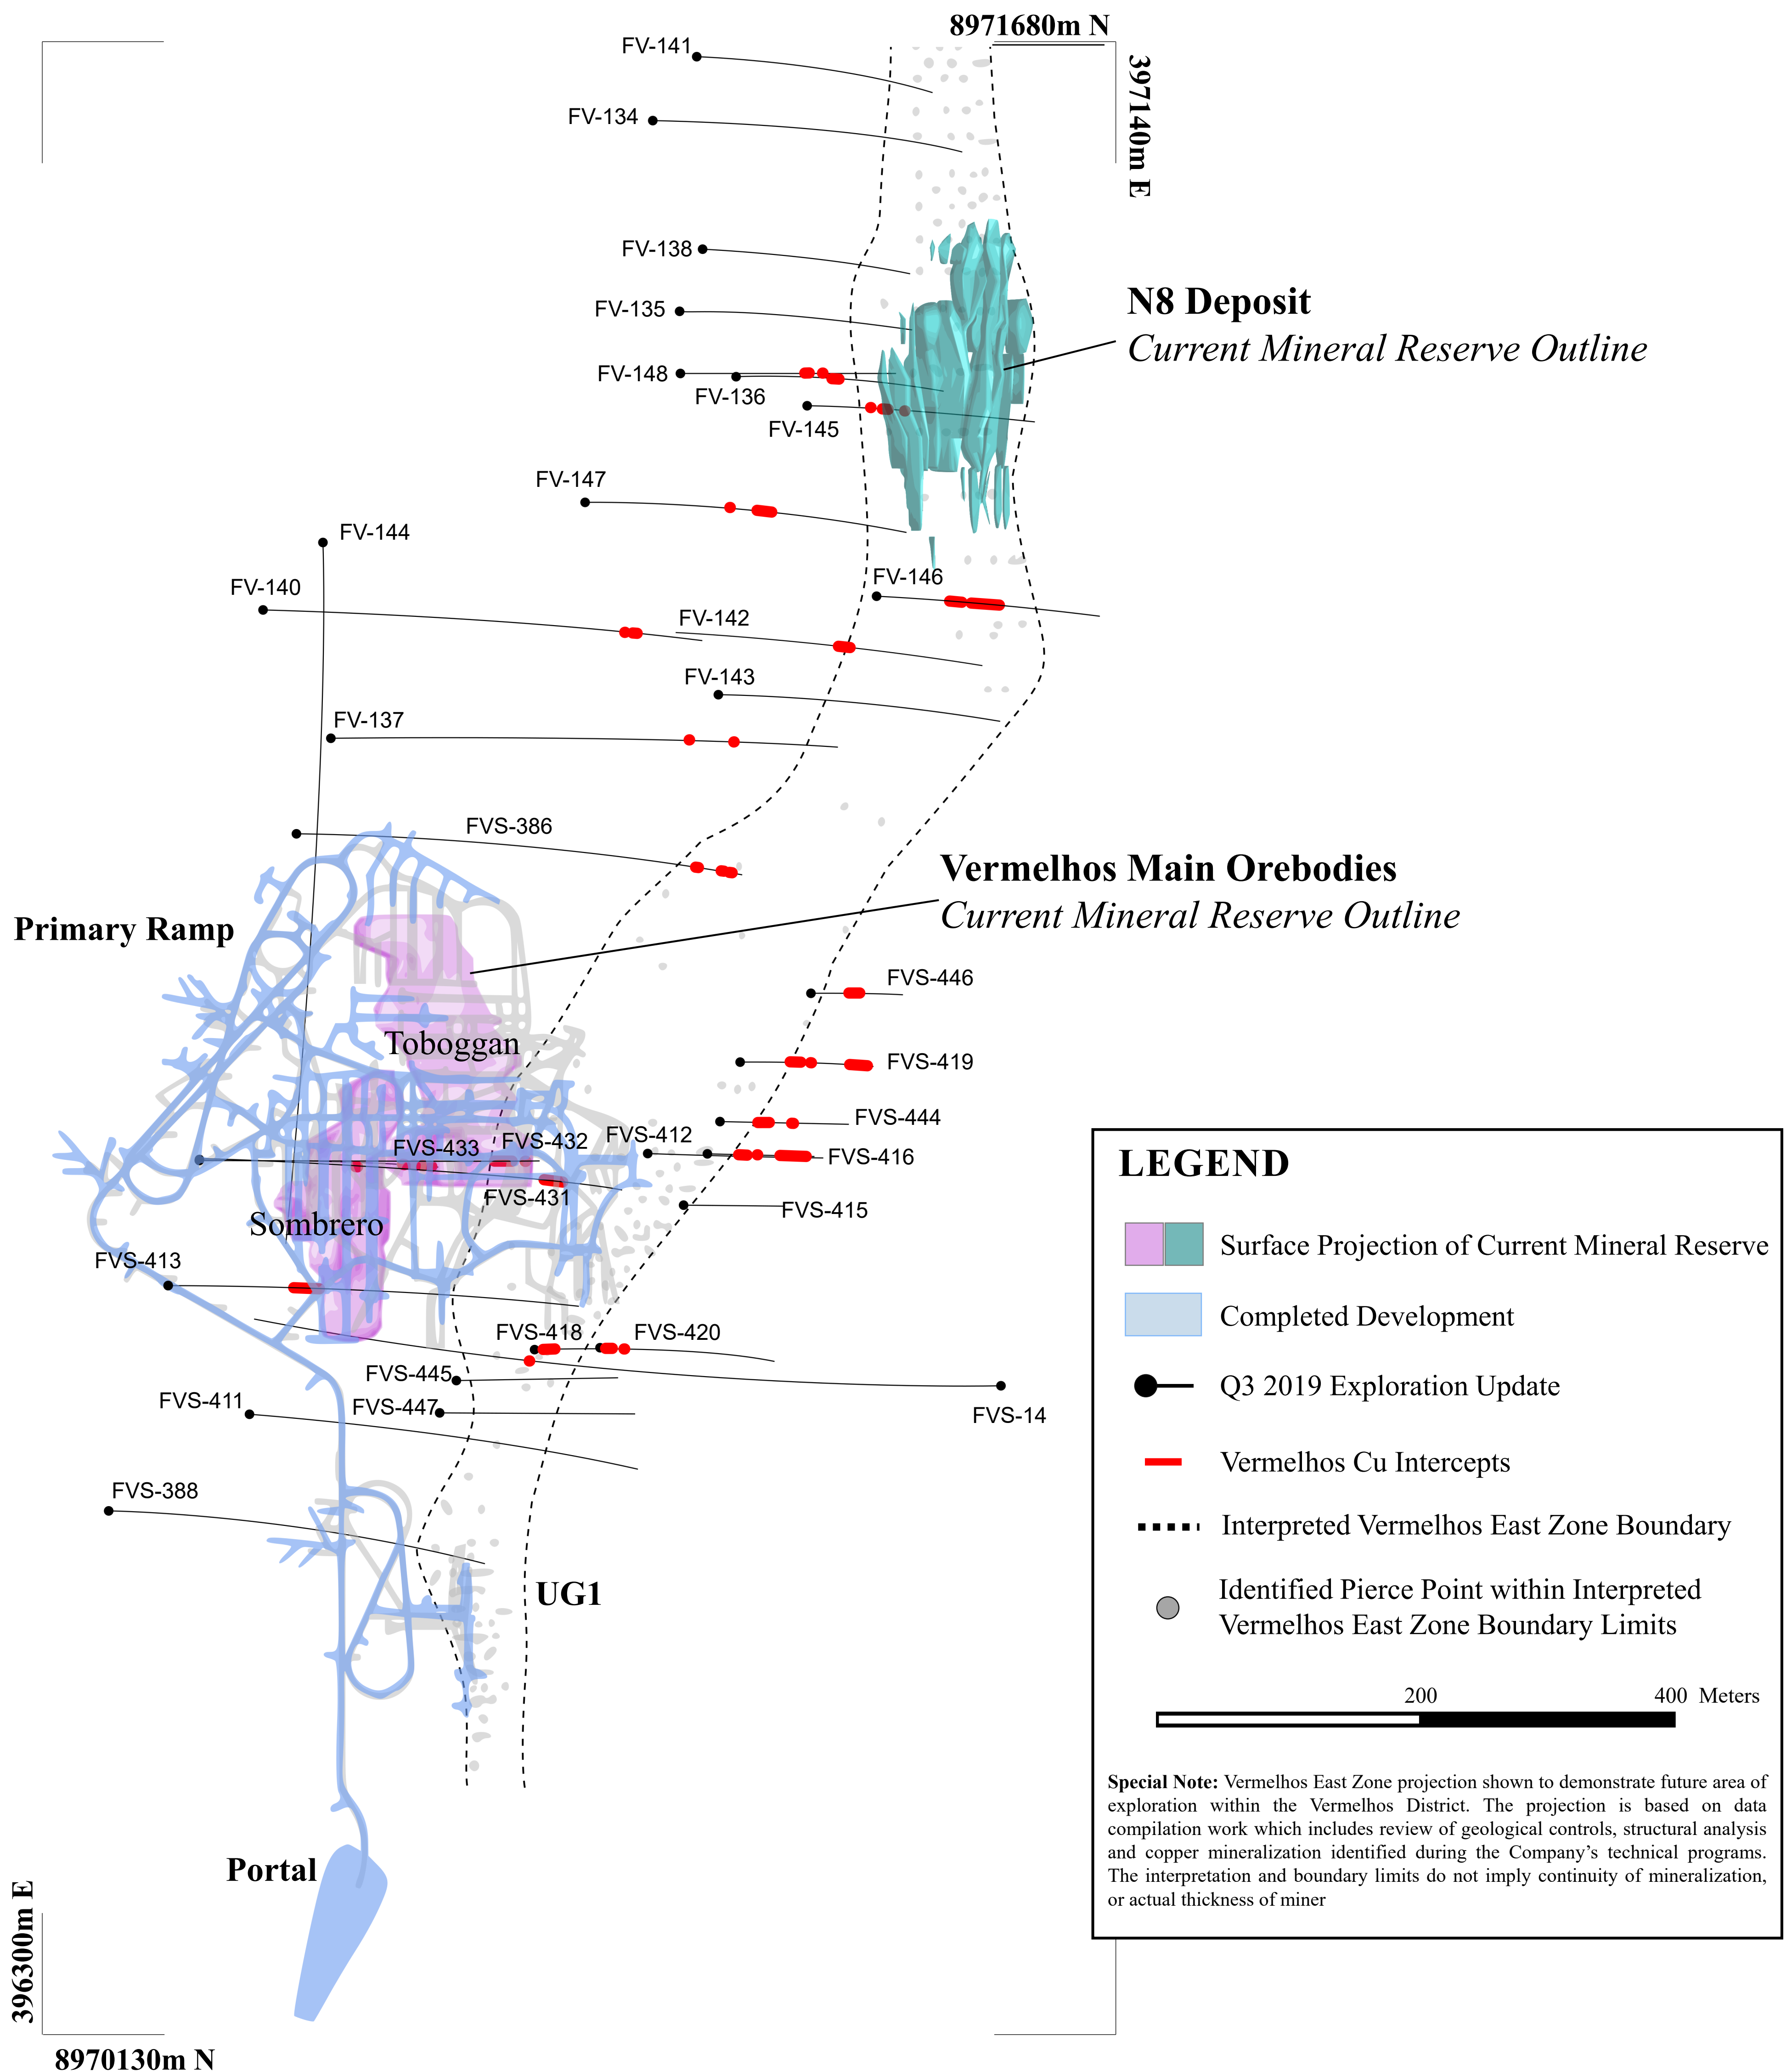 8971680m N
397140m E
FV-141
FV-134
FV-138
FV-135
FV-148
FV-136
FV-145
N8 Deposit
Current Mineral Reserve Outline
FV-147
FV-144
FV-140
FV-146
FV-142
FV-143
FV-137
FVS-386
Vermelhos Main Orebodies
Current Mineral Reserve Outline
Primary Ramp
FVS-446
Toboggan
FVS-419
FVS-444
FVS-412
FVS-432
FVS-433
FVS-416
FVS-431
FVS-415
Sombrero
FVS-413
FVS-418
FVS-420
FVS-445
FVS-411
FVS-447
FVS-14
FVS-388
UG1
Portal
396300m E
8970130m N
LEGEND
Surface Projection of Current Mineral Reserve
Completed Development
Q3 2019 Exploration Update
Vermelhos Cu Intercepts
Interpreted Vermelhos East Zone Boundary
Identified Pierce Point within Interpreted
Vermelhos East Zone Boundary Limits
200 400 Meters
Special Note: Vermelhos East Zone projection shown to demonstrate future area of
exploration within the Vermelhos District. The projection is based on data
compilation work which includes review of geological controls, structural analysis
and copper mineralization identified during the Company's technical programs.
The interpretation and boundary limits do not imply continuity of mineralization,
or actual thickness of miner